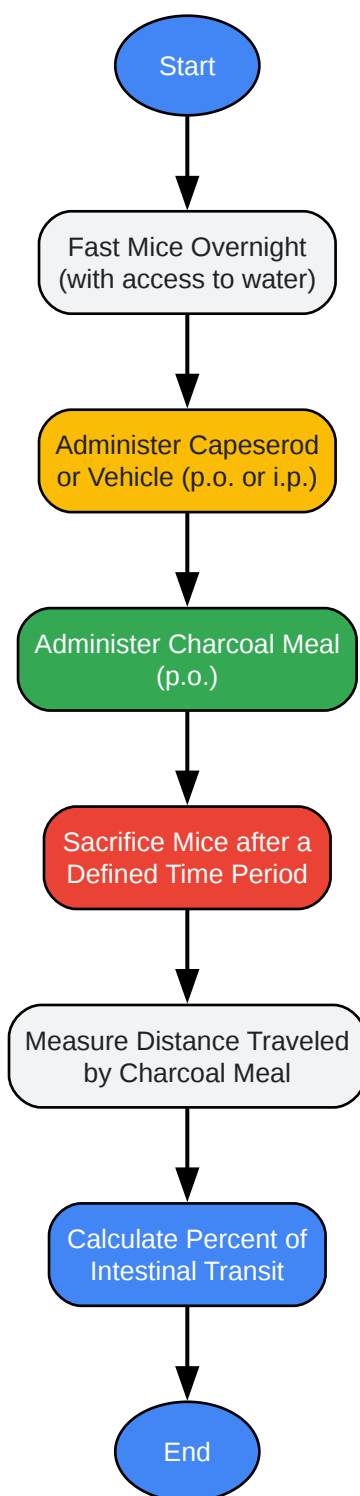 Start
Fast Mice Overnight
(with access to water)
Administer Capeserod
or Vehicle (p.o. or i.p.)
Administer Charcoal Meal
(p.o.)
Sacrifice Mice after a
Defined Time Period
Measure Distance Traveled
by Charcoal Meal
Calculate Percent of
Intestinal Transit
End